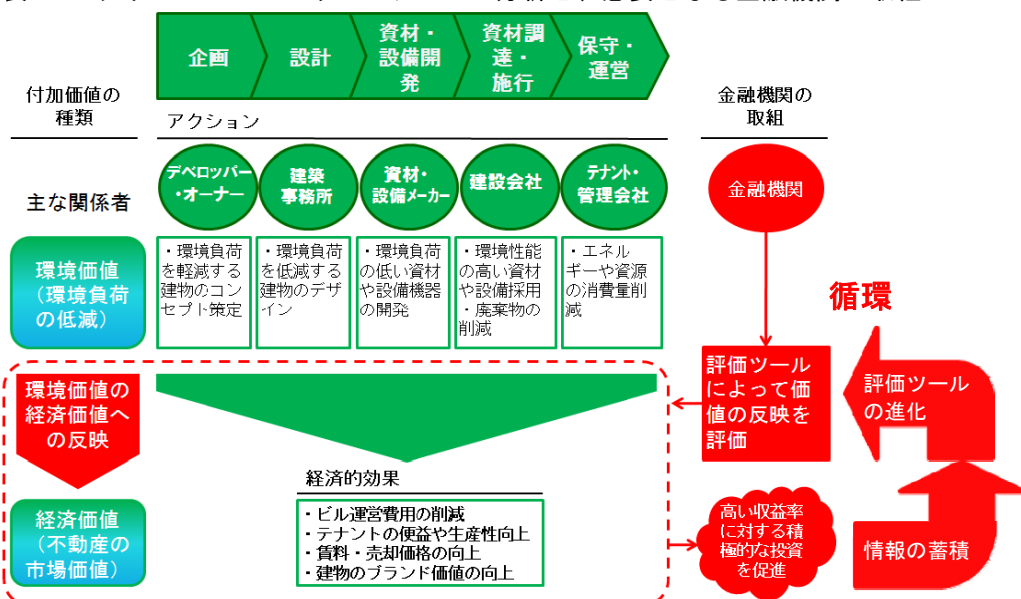 企画
設計
資材・
設備開
発
資材調
達・
施行
保守・
運営
付加価値の
種類
アクション
金融機関の
取組
主な関係者
デベロッパー
・オーナー
建築
事務所
資材・
設備メーカー
建設会社
テナント・
管理会社
金融機関
環境価値
（環境負荷
の低減）
・環境負荷
を軽減する
建物のコン
セプト策定
・環境負荷
を低減する
建物のデザ
イン
・環境負荷
の低い資材
や設備機器
の開発
・環境性能
の高い資材
や設備採用
・廃棄物の
削減
・エネル
ギーや資源
の消費量削
減
循環
環境価値の
経済価値へ
の反映
評価ツール
によって価
値の反映を
評価
評価ツール
の進化
経済的効果
・ビル運営費用の削減
・テナントの便益や生産性向上
・賃料・売却価格の向上
・建物のブランド価値の向上
経済価値
（不動産の
市場価値）
高い収益率
に対する積
極的な投資
を促進
情報の蓄積